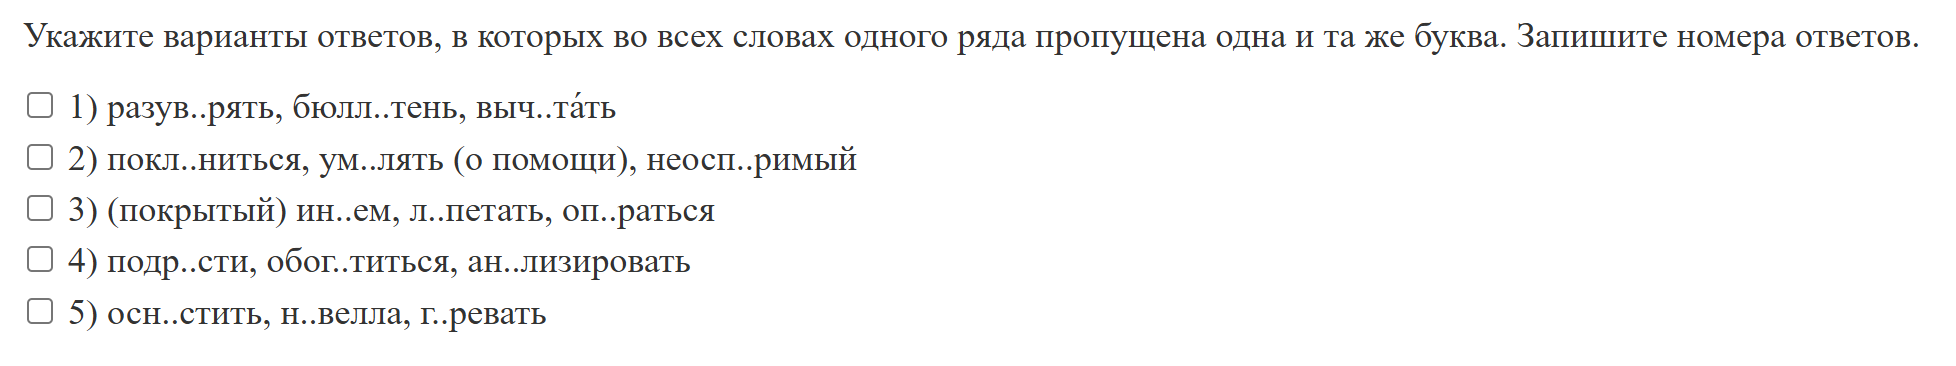 Укажите варианты ответов, в которых во всех словах одного ряда пропущена одна и та же буква. Запишите номера ответов.
1) разув..рять, бюлл..тень, выч..та́ть
2) покл..ниться, ум..лять (о помощи), неосп..римый
3) (покрытый) ин..ем, л..петать, оп..раться
4) подр..сти, обог..титься, ан..лизировать
5) осн..стить, н..велла, г..ревать